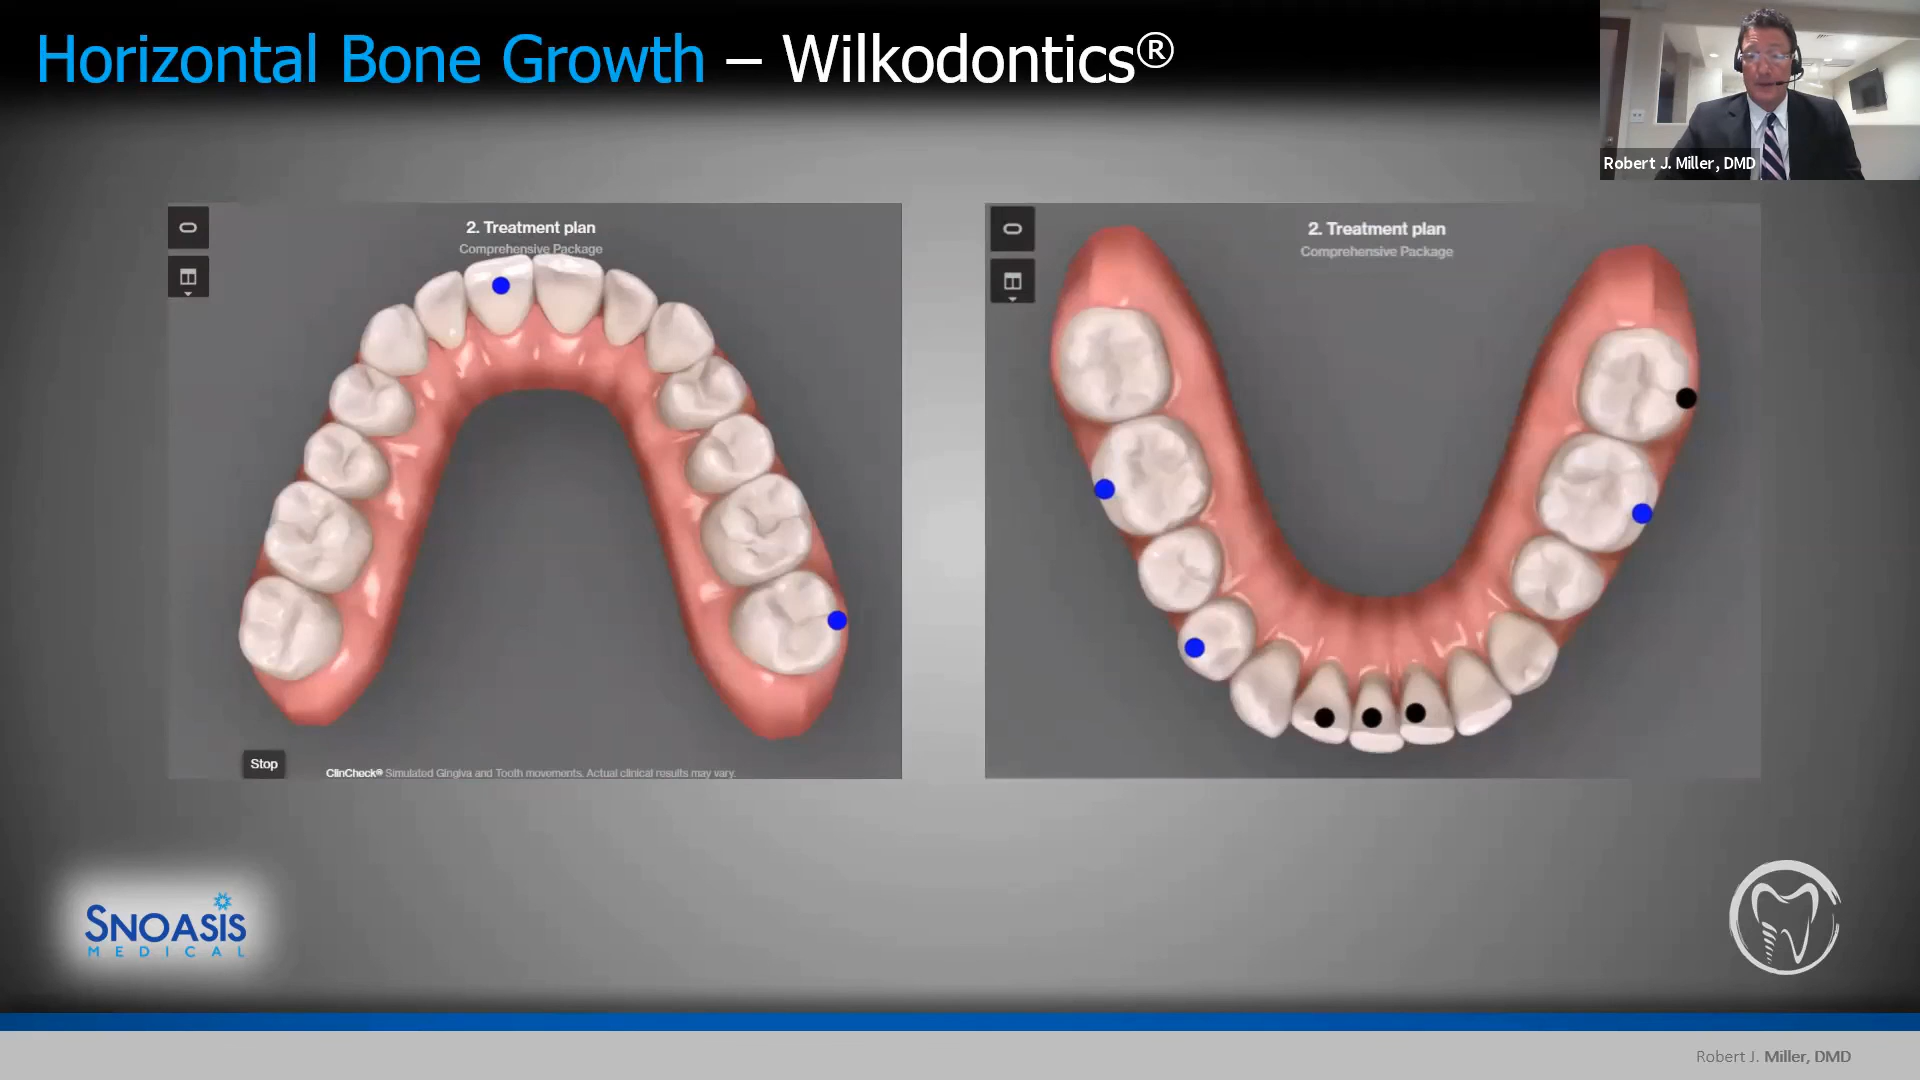 Horizontal Bone Growth – Wilkodontics®
Robert J. Miller, DMD
2. Treatment plan
Comprehensive Package
Stop
ClinCheck® Simulated Gingiva and Tooth movements. Actual clinical results may vary.
2. Treatment plan
Comprehensive Package
SNOASIS
MEDICAL
Robert J. Miller, DMD